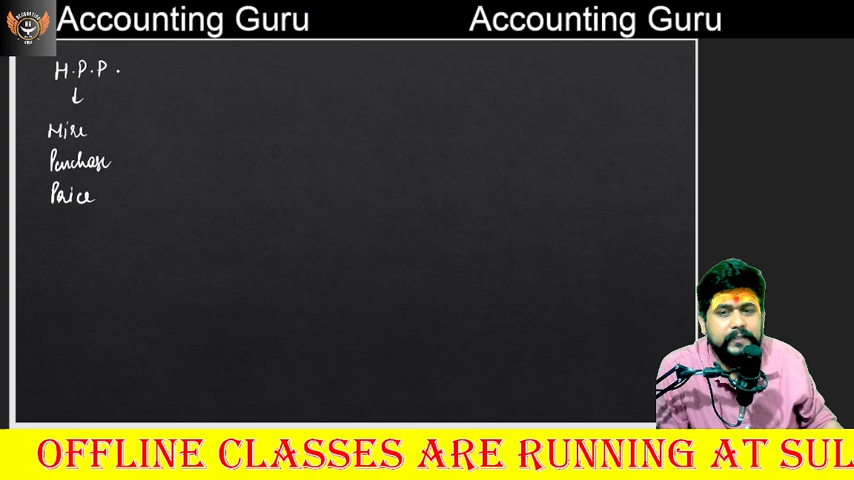 Accounting Guru Accounting Guru
H.P.P.
↓
Hire
Purchase
Price
OFFLINE CLASSES ARE RUNNING AT SUL